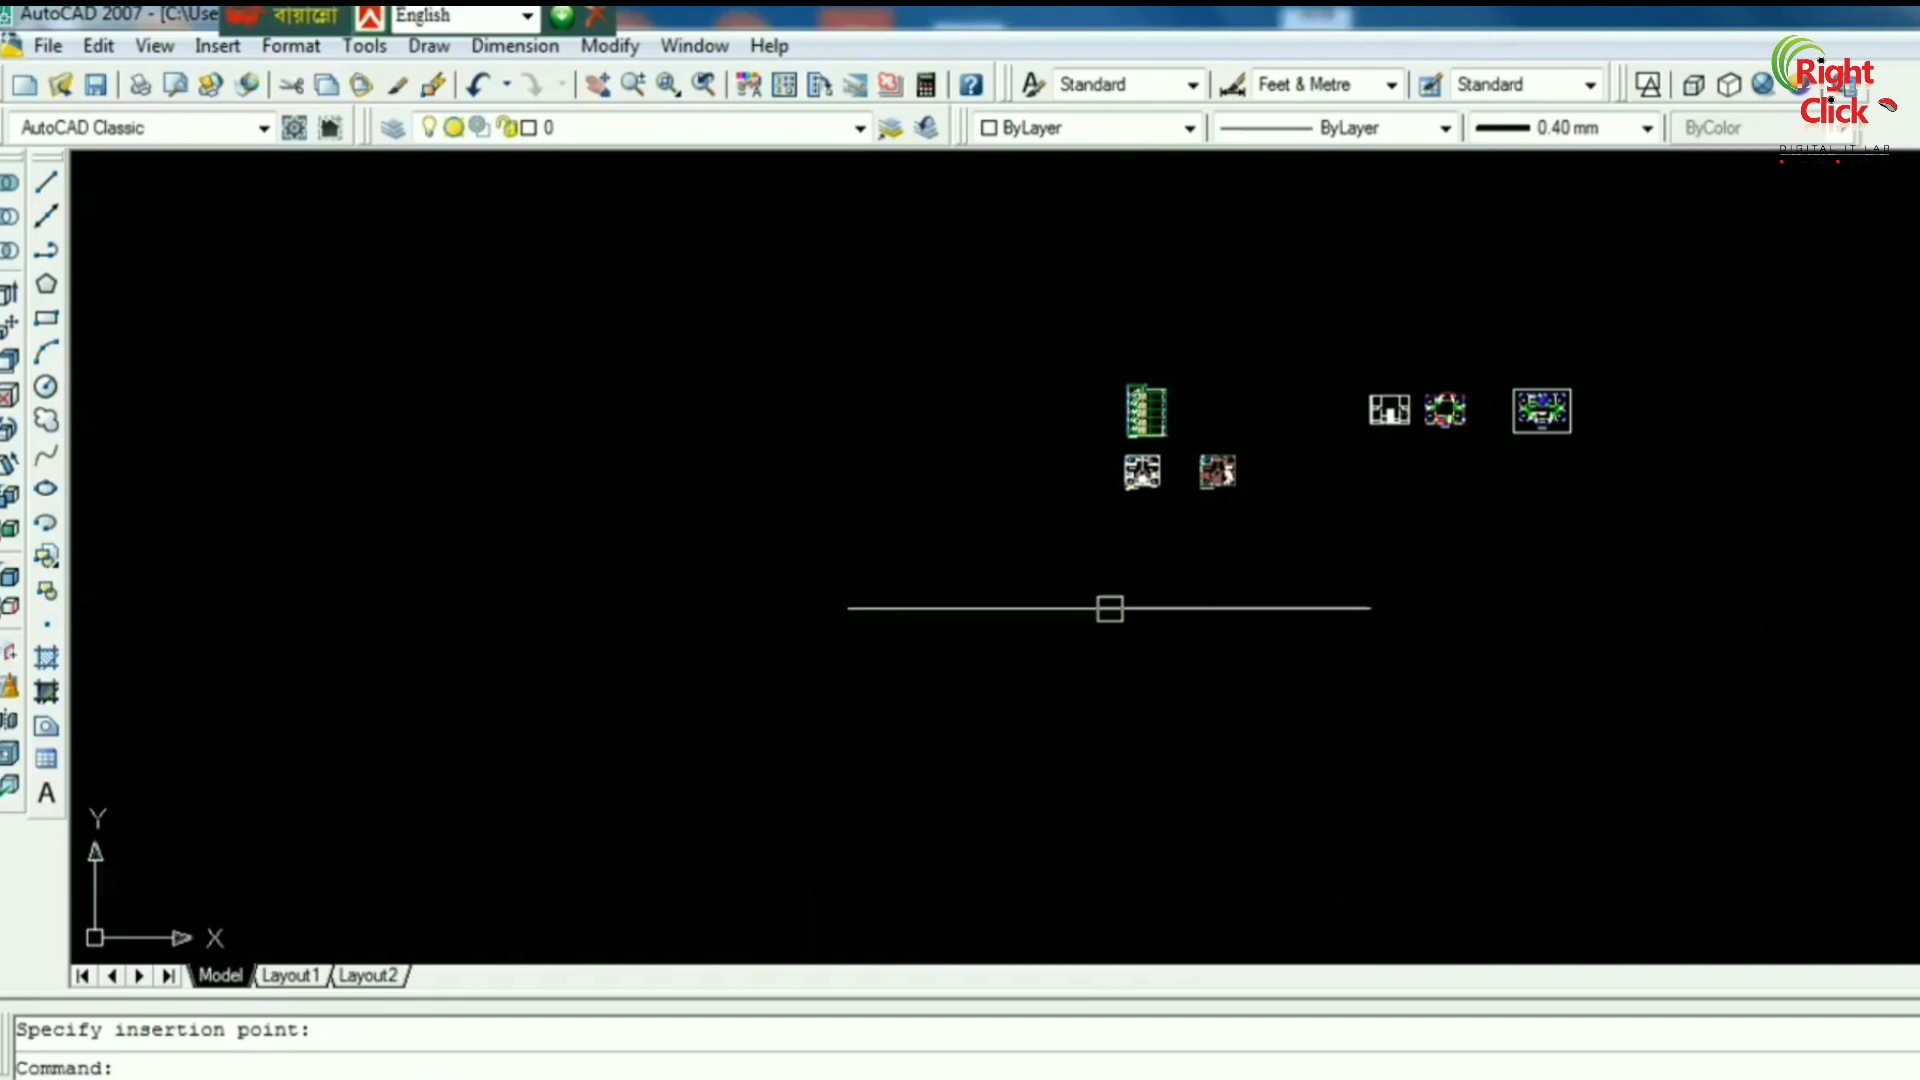 AutoCAD 2007 - [C:\Use
বায়ান্নো
English
File Edit View Insert Format Tools Draw Dimension Modify Window Help
Standard
Feet & Metre
Standard
Right
Click
DIGITAL IT LAB
AutoCAD Classic
0
ByLayer
ByLayer
0.40 mm
ByColor
A
Y
X
Model Layout1 Layout2
Specify insertion point:
Command: